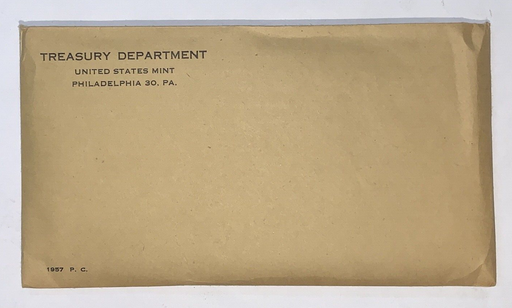 TREASURY DEPARTMENT
UNITED STATES MINT
PHILADELPHIA 30, PA.
1957 P. C.